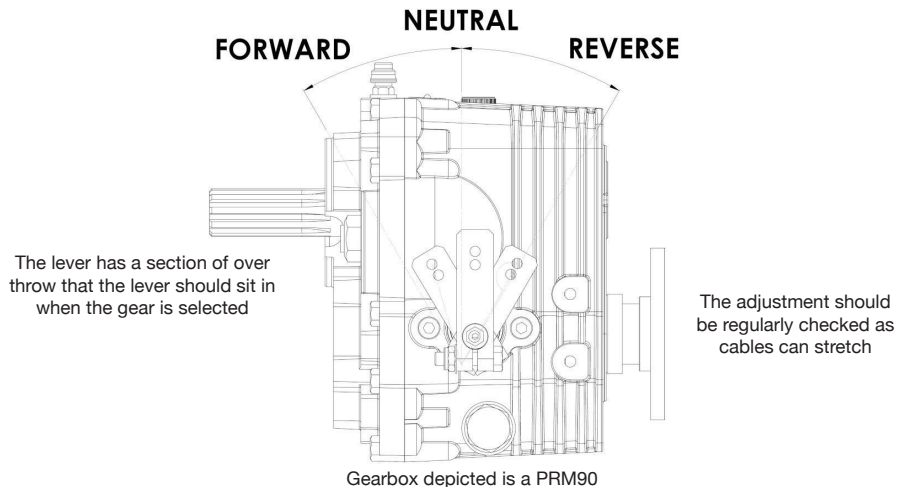 NEUTRAL
FORWARD
REVERSE
The lever has a section of over
throw that the lever should sit in
when the gear is selected
The adjustment should
be regularly checked as
cables can stretch
Gearbox depicted is a PRM90